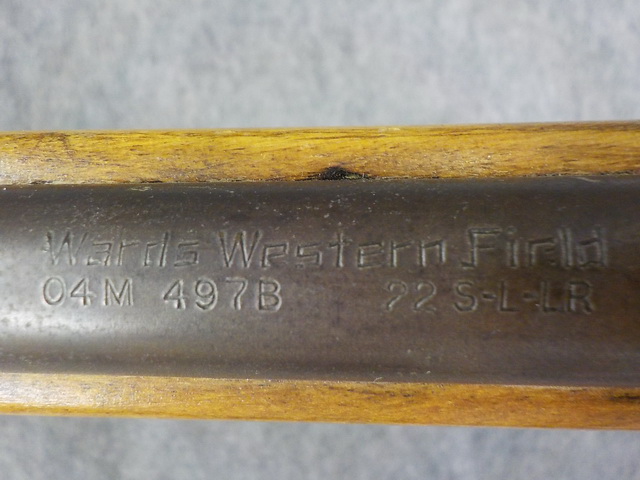 Wards Western Field
04M 497B 22 S-L-LR